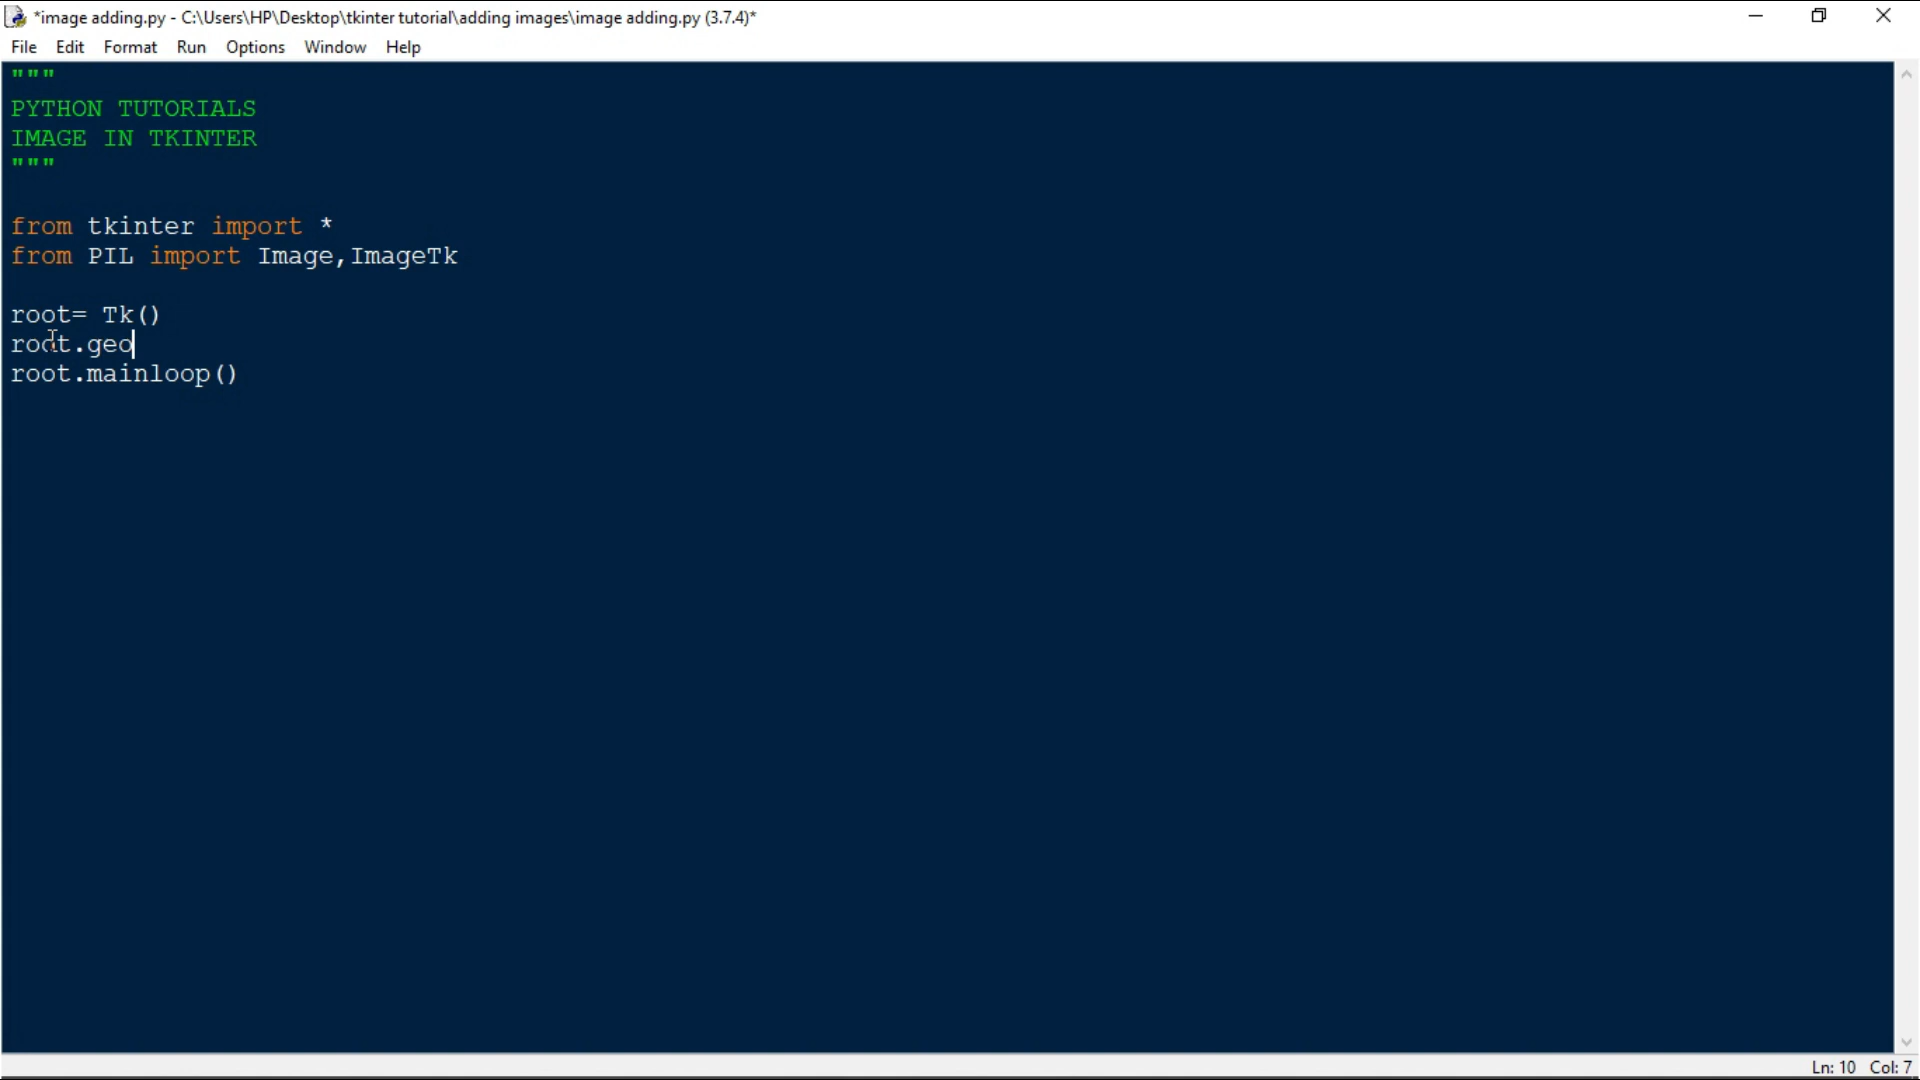 *image adding.py - C:\Users\HP\Desktop\tkinter tutorial\adding images\image adding.py (3.7.4)*
File Edit Format Run Options Window Help
"""
PYTHON TUTORIALS
IMAGE IN TKINTER
"""
from tkinter import *
from PIL import Image,ImageTk
root= Tk()
root.geo
root.mainloop()
Ln: 10 Col: 7